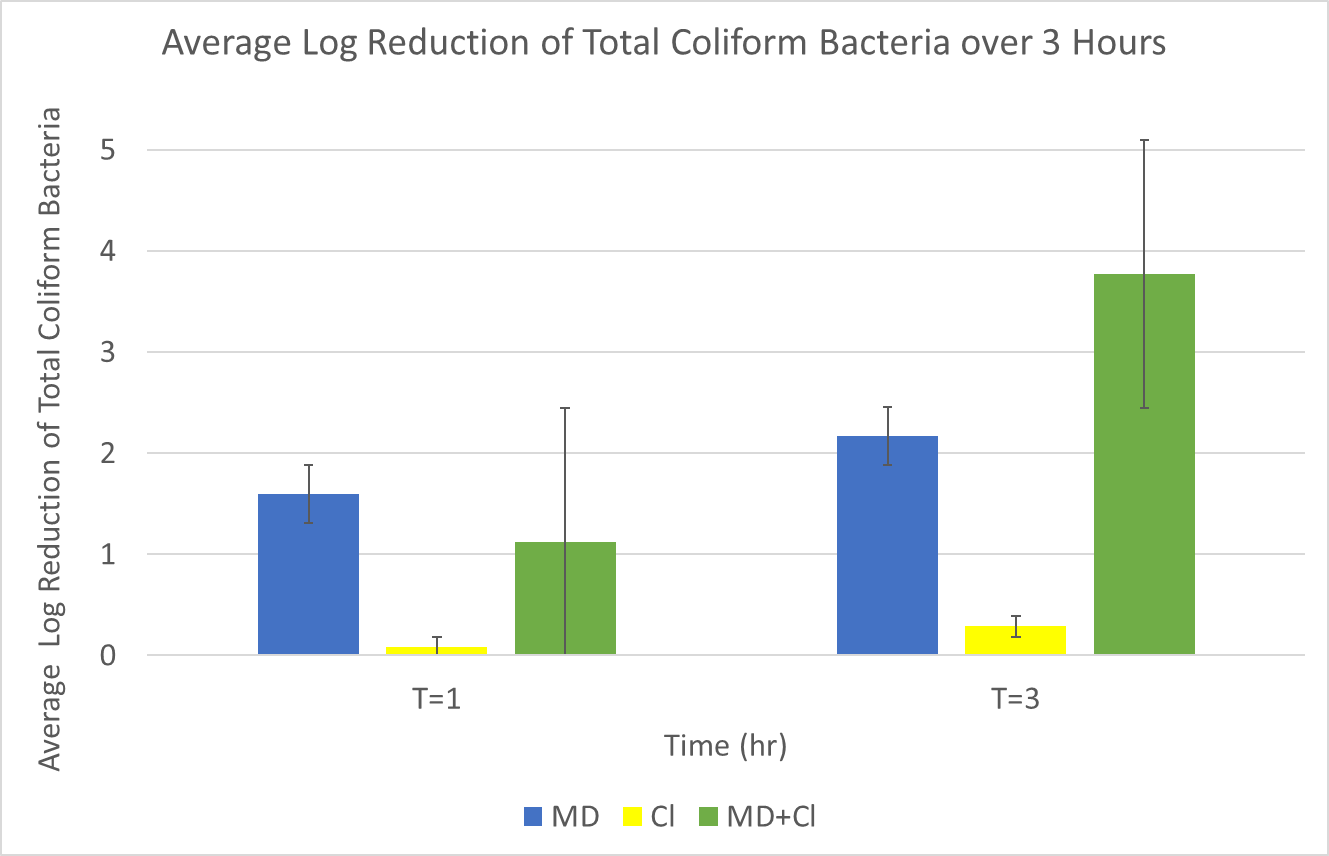 Average Log Reduction of Total Coliform Bacteria over 3 Hours
Average Log Reduction of Total Coliform Bacteria
5
4
3
2
1
0
T=1 T=3
Time (hr)
MD Cl MD+Cl